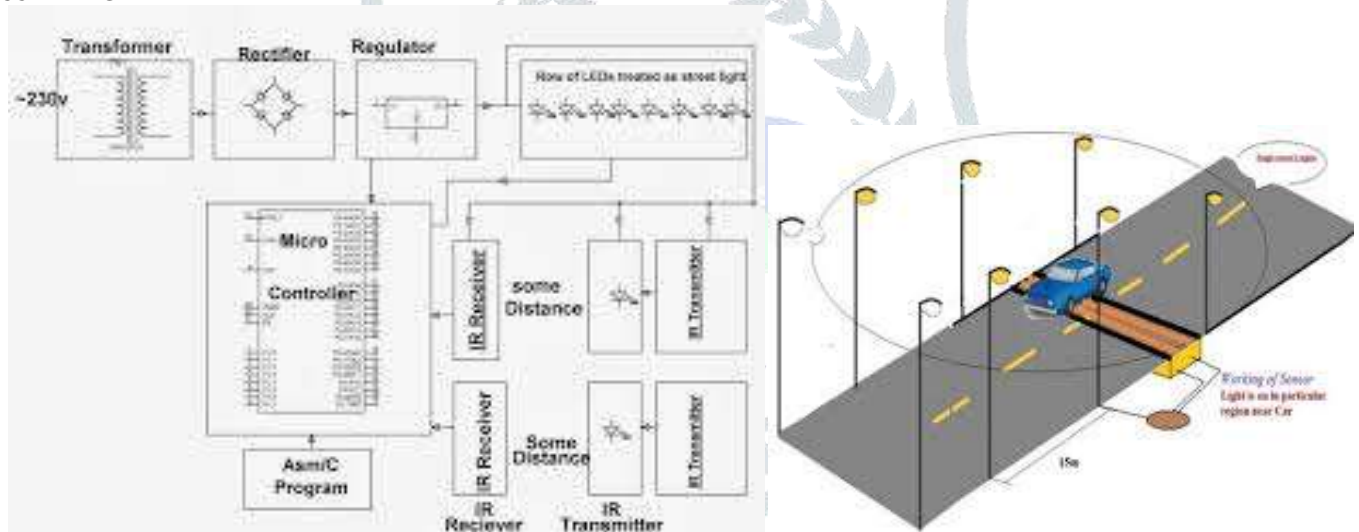 Transformer
Rectifier
Regulator
~230v
Row of LEDs treated as street light
Micro
Controller
IR Receiver
some
Distance
IR Transmitter
IR Receiver
Some
Distance
IR Transmitter
Asm/C
Program
IR
Reciever
IR
Transmitter
Working of Sensor
Light is on in particular
region near Car